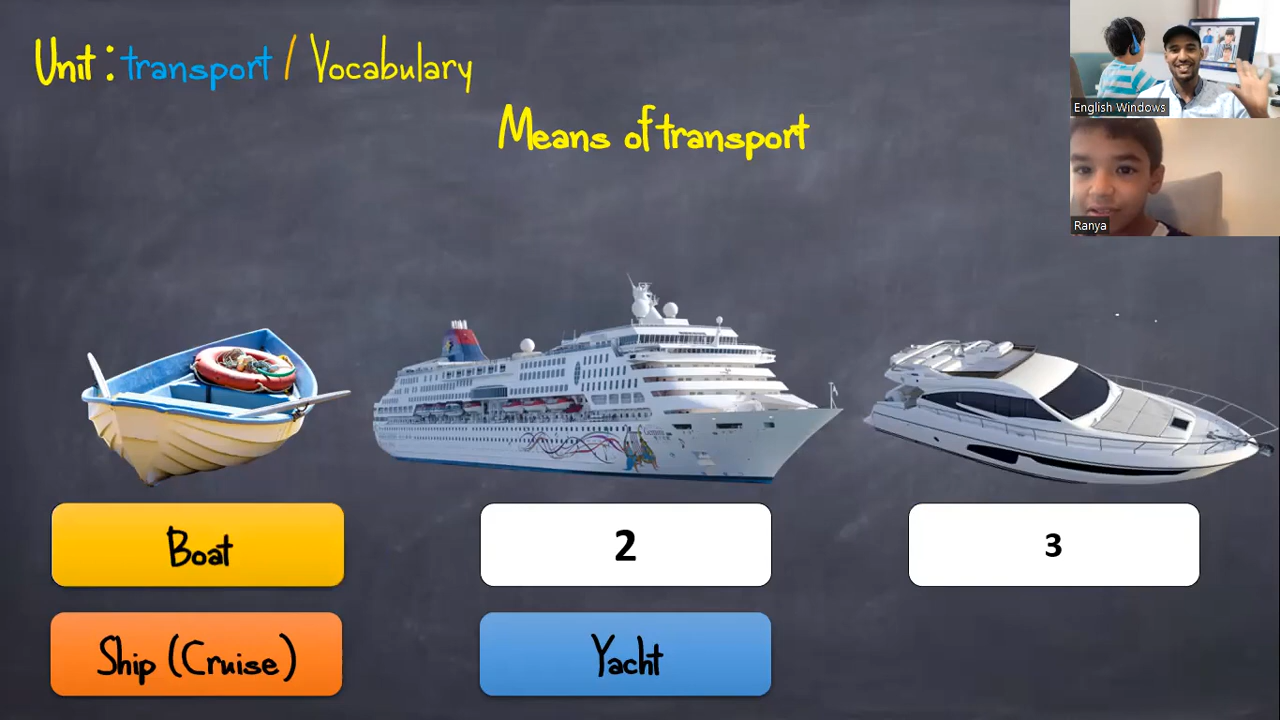 Unit : transport / Vocabulary
Means of transport
English Windows
Ranya
Boat
2
3
Ship (Cruise)
Yacht